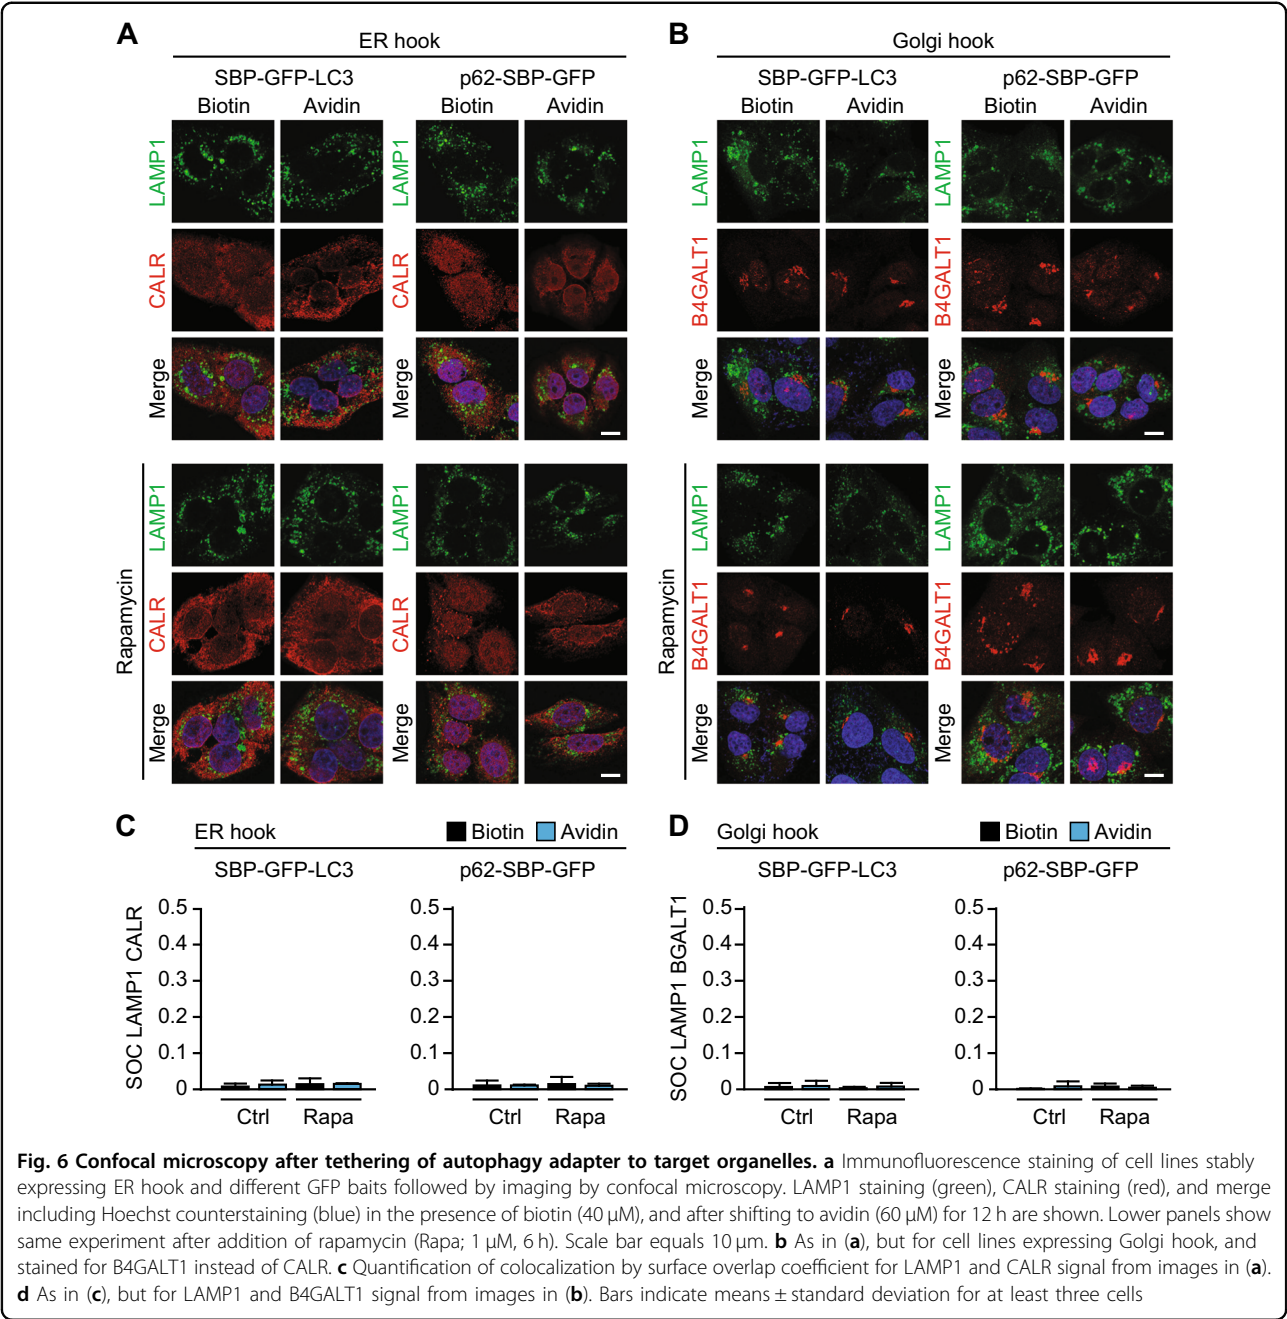 A
ER hook
SBP-GFP-LC3
p62-SBP-GFP
Biotin
Avidin
Biotin
Avidin
LAMP1
LAMP1
CALR
CALR
Merge
Merge
Rapamycin
LAMP1
LAMP1
CALR
CALR
Merge
Merge
B
Golgi hook
SBP-GFP-LC3
p62-SBP-GFP
Biotin
Avidin
Biotin
Avidin
LAMP1
LAMP1
B4GALT1
B4GALT1
Merge
Merge
Rapamycin
LAMP1
LAMP1
B4GALT1
B4GALT1
Merge
Merge
C
ER hook
Biotin
Avidin
SBP-GFP-LC3
p62-SBP-GFP
SOC LAMP1 CALR
0.5
0.4
0.3
0.2
0.1
0
Ctrl
Rapa
0.5
0.4
0.3
0.2
0.1
0
Ctrl
Rapa
D
Golgi hook
Biotin
Avidin
SBP-GFP-LC3
p62-SBP-GFP
SOC LAMP1 BGALT1
0.5
0.4
0.3
0.2
0.1
0
Ctrl
Rapa
0.5
0.4
0.3
0.2
0.1
0
Ctrl
Rapa
Fig. 6 Confocal microscopy after tethering of autophagy adapter to target organelles. a Immunofluorescence staining of cell lines stably
expressing ER hook and different GFP baits followed by imaging by confocal microscopy. LAMP1 staining (green), CALR staining (red), and merge
including Hoechst counterstaining (blue) in the presence of biotin (40 µM), and after shifting to avidin (60 µM) for 12 h are shown. Lower panels show
same experiment after addition of rapamycin (Rapa; 1 µM, 6 h). Scale bar equals 10 µm. b As in (a), but for cell lines expressing Golgi hook, and
stained for B4GALT1 instead of CALR. c Quantification of colocalization by surface overlap coefficient for LAMP1 and CALR signal from images in (a).
d As in (c), but for LAMP1 and B4GALT1 signal from images in (b). Bars indicate means ± standard deviation for at least three cells